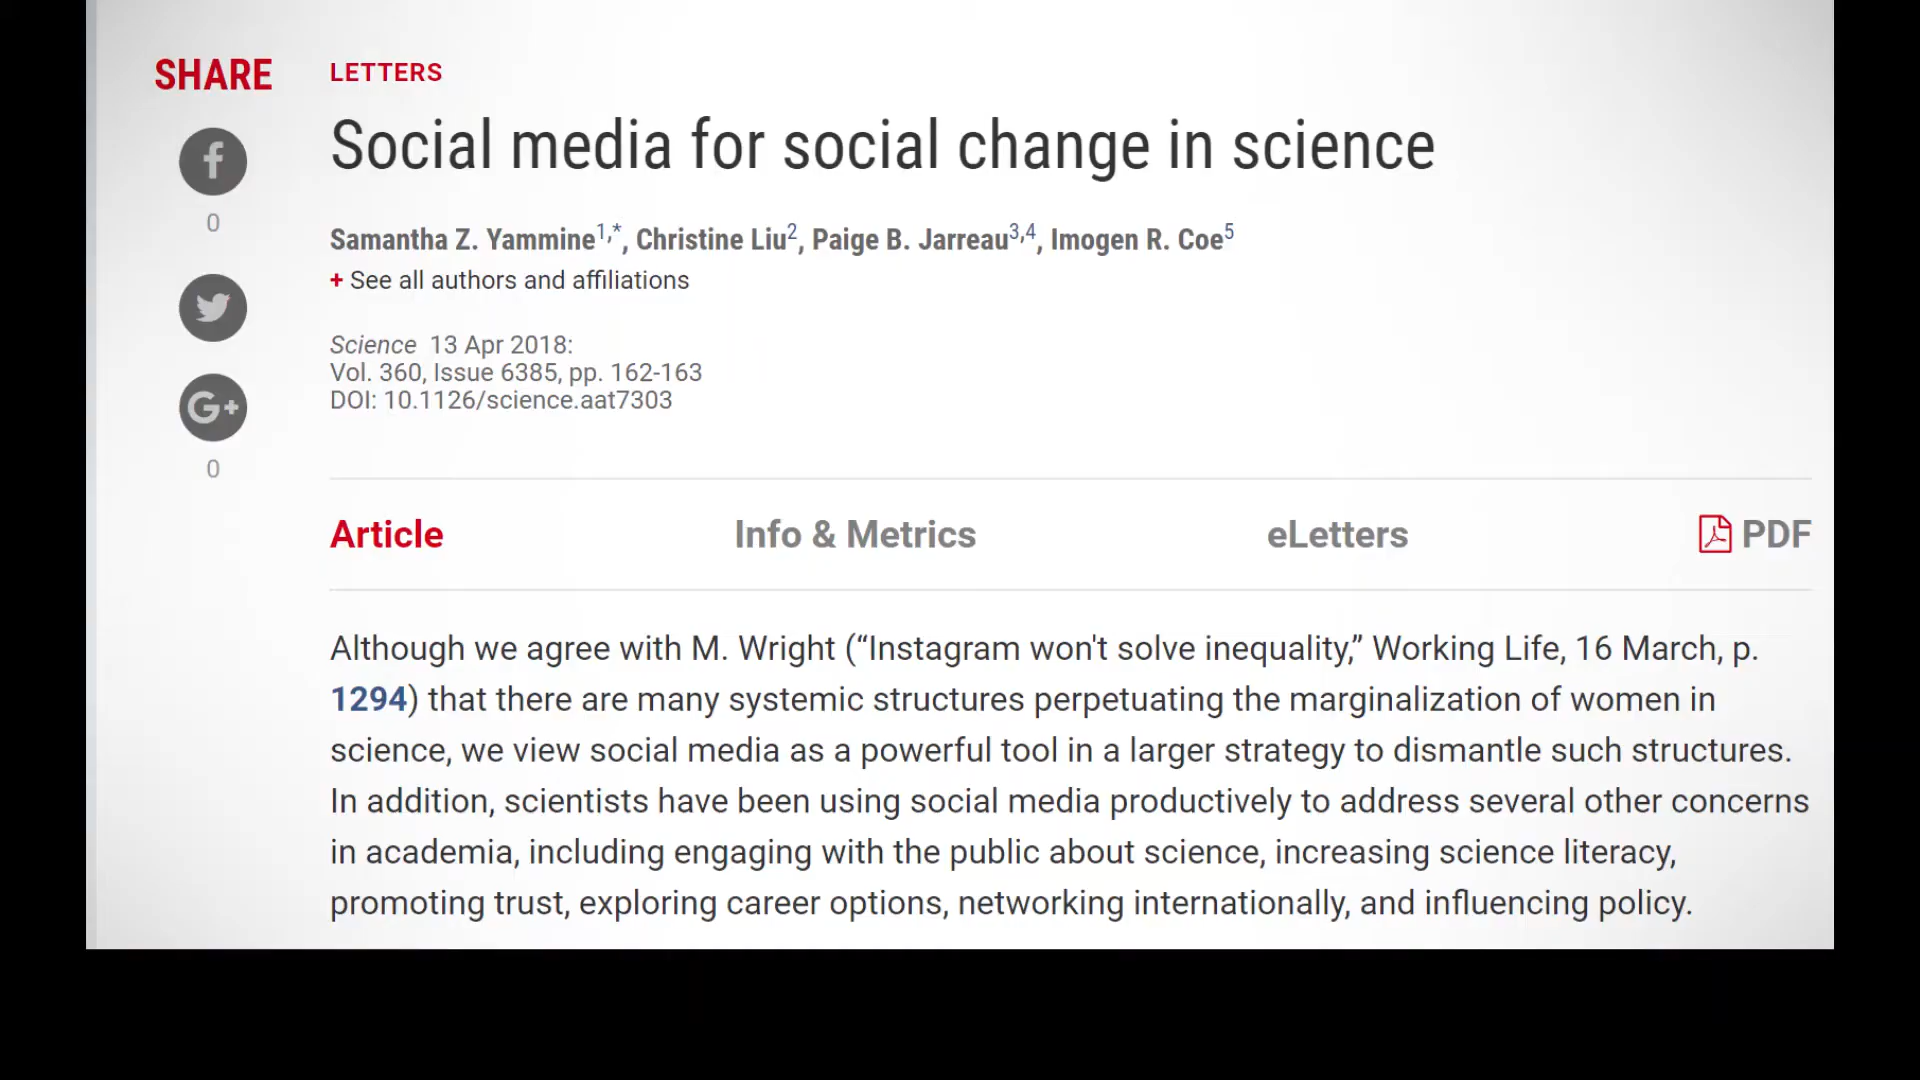 SHARE
LETTERS
Social media for social change in science
f
0
Samantha Z. Yammine1,*, Christine Liu2, Paige B. Jarreau3,4, Imogen R. Coe5
+ See all authors and affiliations
Science 13 Apr 2018:
Vol. 360, Issue 6385, pp. 162-163
DOI: 10.1126/science.aat7303
G+
0
Article Info & Metrics eLetters PDF
Although we agree with M. Wright (“Instagram won't solve inequality,” Working Life, 16 March, p.
1294) that there are many systemic structures perpetuating the marginalization of women in
science, we view social media as a powerful tool in a larger strategy to dismantle such structures.
In addition, scientists have been using social media productively to address several other concerns
in academia, including engaging with the public about science, increasing science literacy,
promoting trust, exploring career options, networking internationally, and influencing policy.